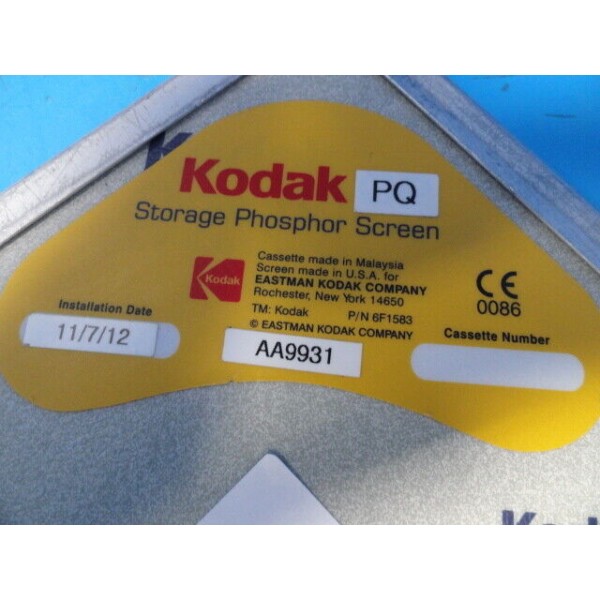 Kodak PQ
Storage Phosphor Screen
Kodak
Cassette made in Malaysia
Screen made in U.S.A. for
EASTMAN KODAK COMPANY
Rochester, New York 14650
TM: Kodak P/N 6F1583
© EASTMAN KODAK COMPANY
CE
0086
Installation Date
11/7/12
AA9931
Cassette Number